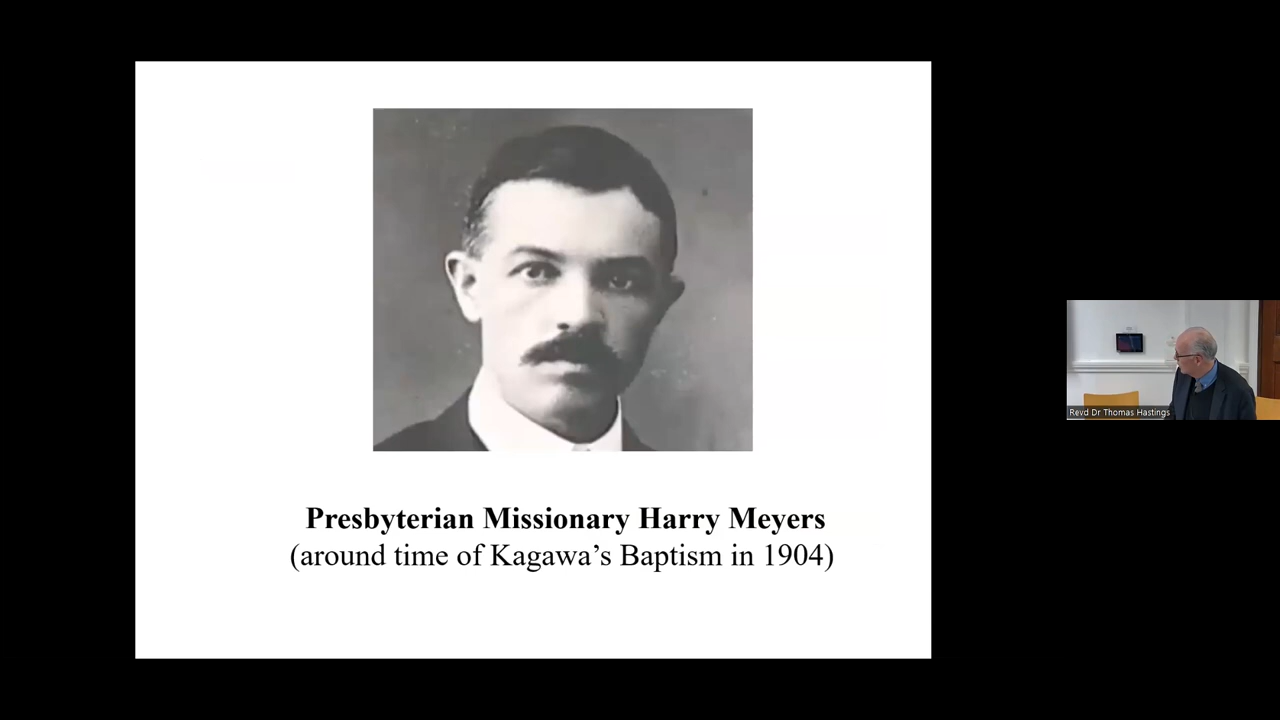 Presbyterian Missionary Harry Meyers
(around time of Kagawa’s Baptism in 1904)
Revd Dr Thomas Hastings